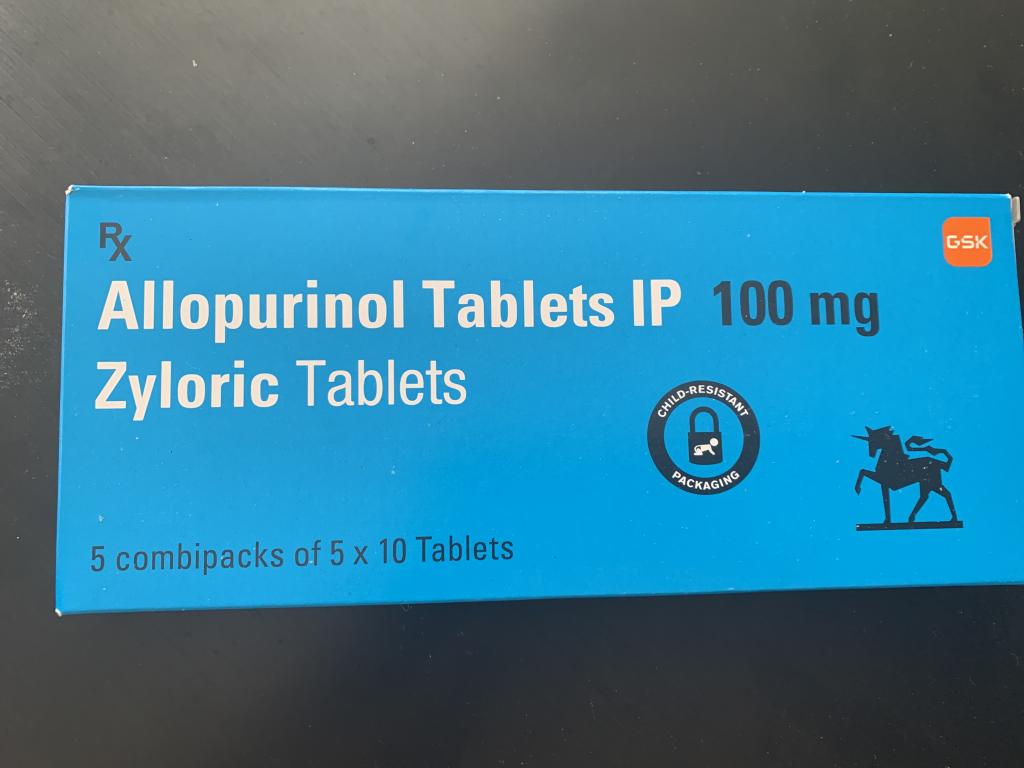 Rx
GSK
Allopurinol Tablets IP 100 mg
Zyloric Tablets
CHILD-RESISTANT
PACKAGING
5 combipacks of 5 x 10 Tablets